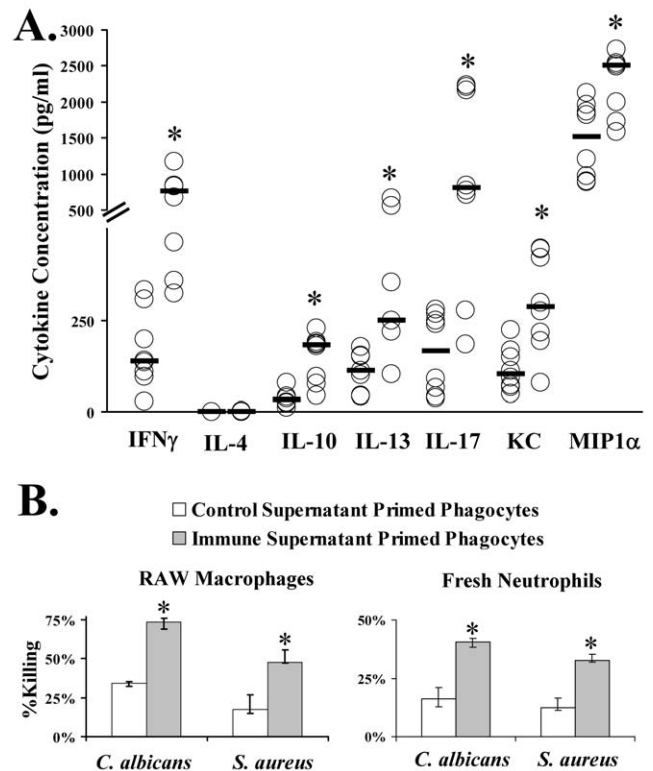 A.
Cytokine Concentration (pg/ml)
3000
2500
2000
1500
1000
500
250
0
* * * * * *
IFNγ IL-4 IL-10 IL-13 IL-17 KC MIP1α
B.
Control Supernatant Primed Phagocytes
Immune Supernatant Primed Phagocytes
RAW Macrophages
%Killing
75%
50%
25%
0%
* *
C. albicans S. aureus
Fresh Neutrophils
50%
25%
0%
* *
C. albicans S. aureus